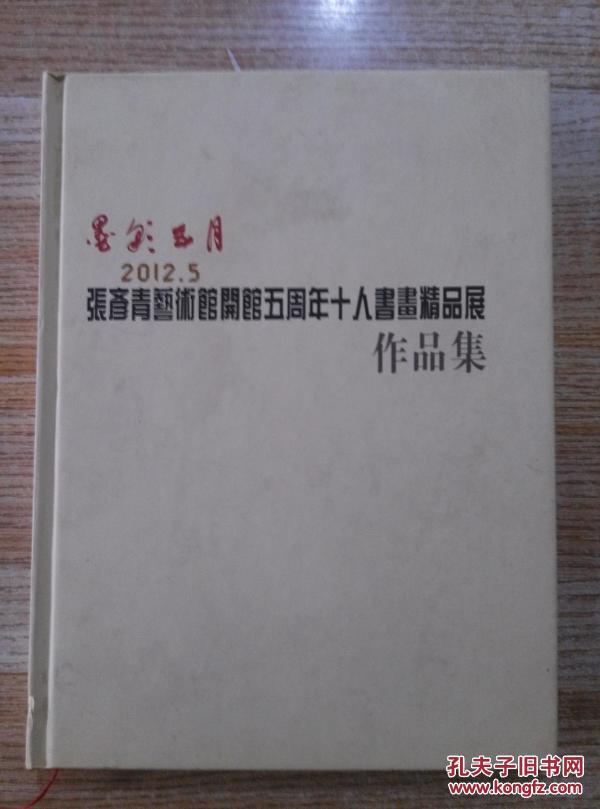 墨彩五月
2012.5
張彥青藝術館開館五周年十人書畫精品展
作品集
孔夫子旧书网
www.kongfz.com